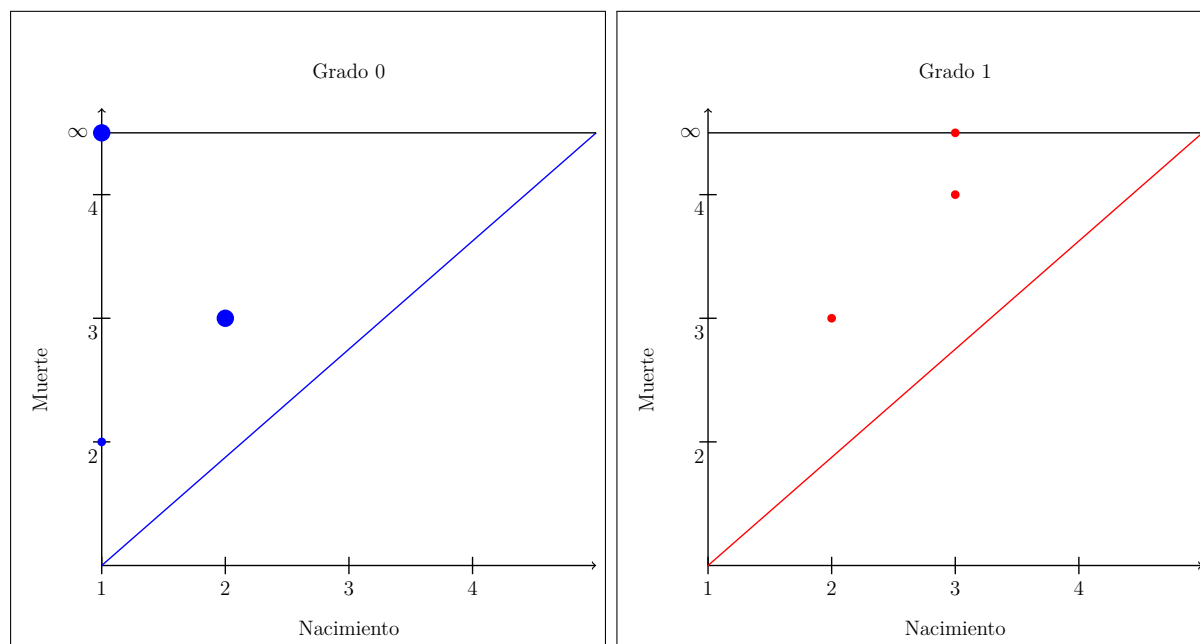 Grado 0
∞
4
3
2
Muerte
1 2 3 4
Nacimiento
Grado 1
∞
4
3
2
Muerte
1 2 3 4
Nacimiento